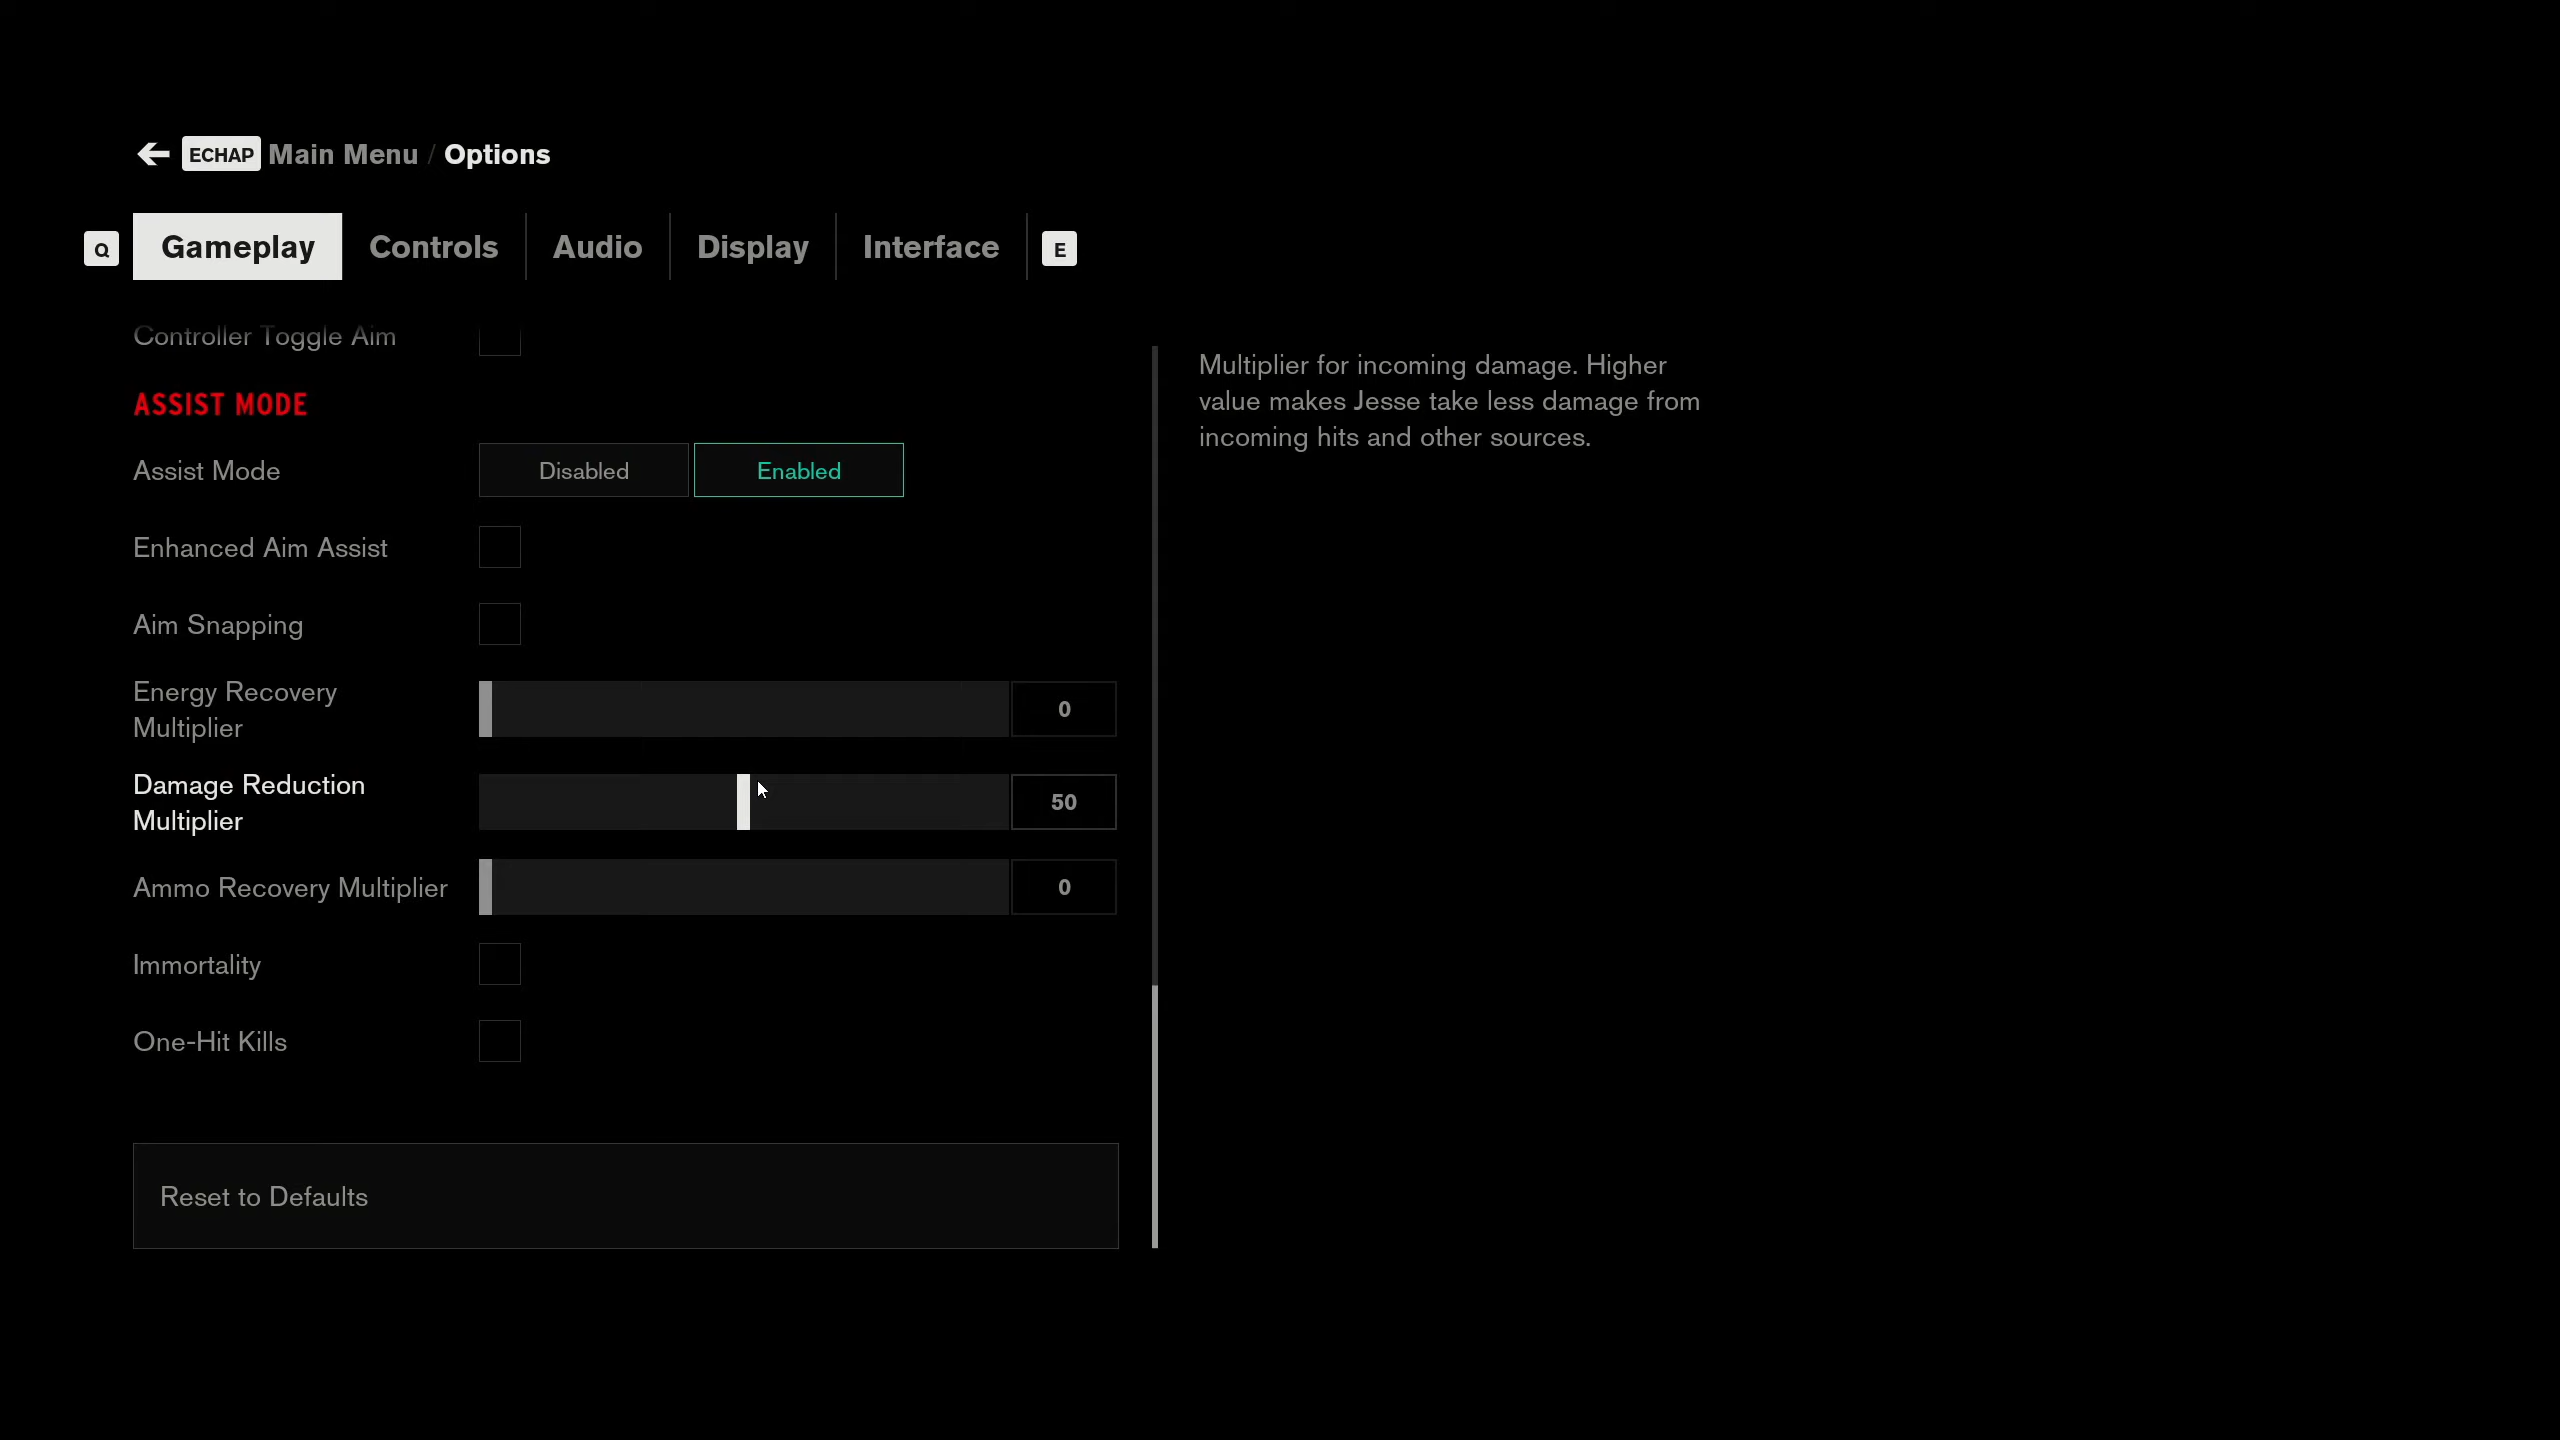 ECHAP Main Menu / Options
Q Gameplay Controls Audio Display Interface E
Controller Toggle Aim
ASSIST MODE
Assist Mode Disabled Enabled
Enhanced Aim Assist
Aim Snapping
Energy Recovery
Multiplier
0
Damage Reduction
Multiplier
50
Ammo Recovery Multiplier 0
Immortality
One-Hit Kills
Reset to Defaults
Multiplier for incoming damage. Higher
value makes Jesse take less damage from
incoming hits and other sources.